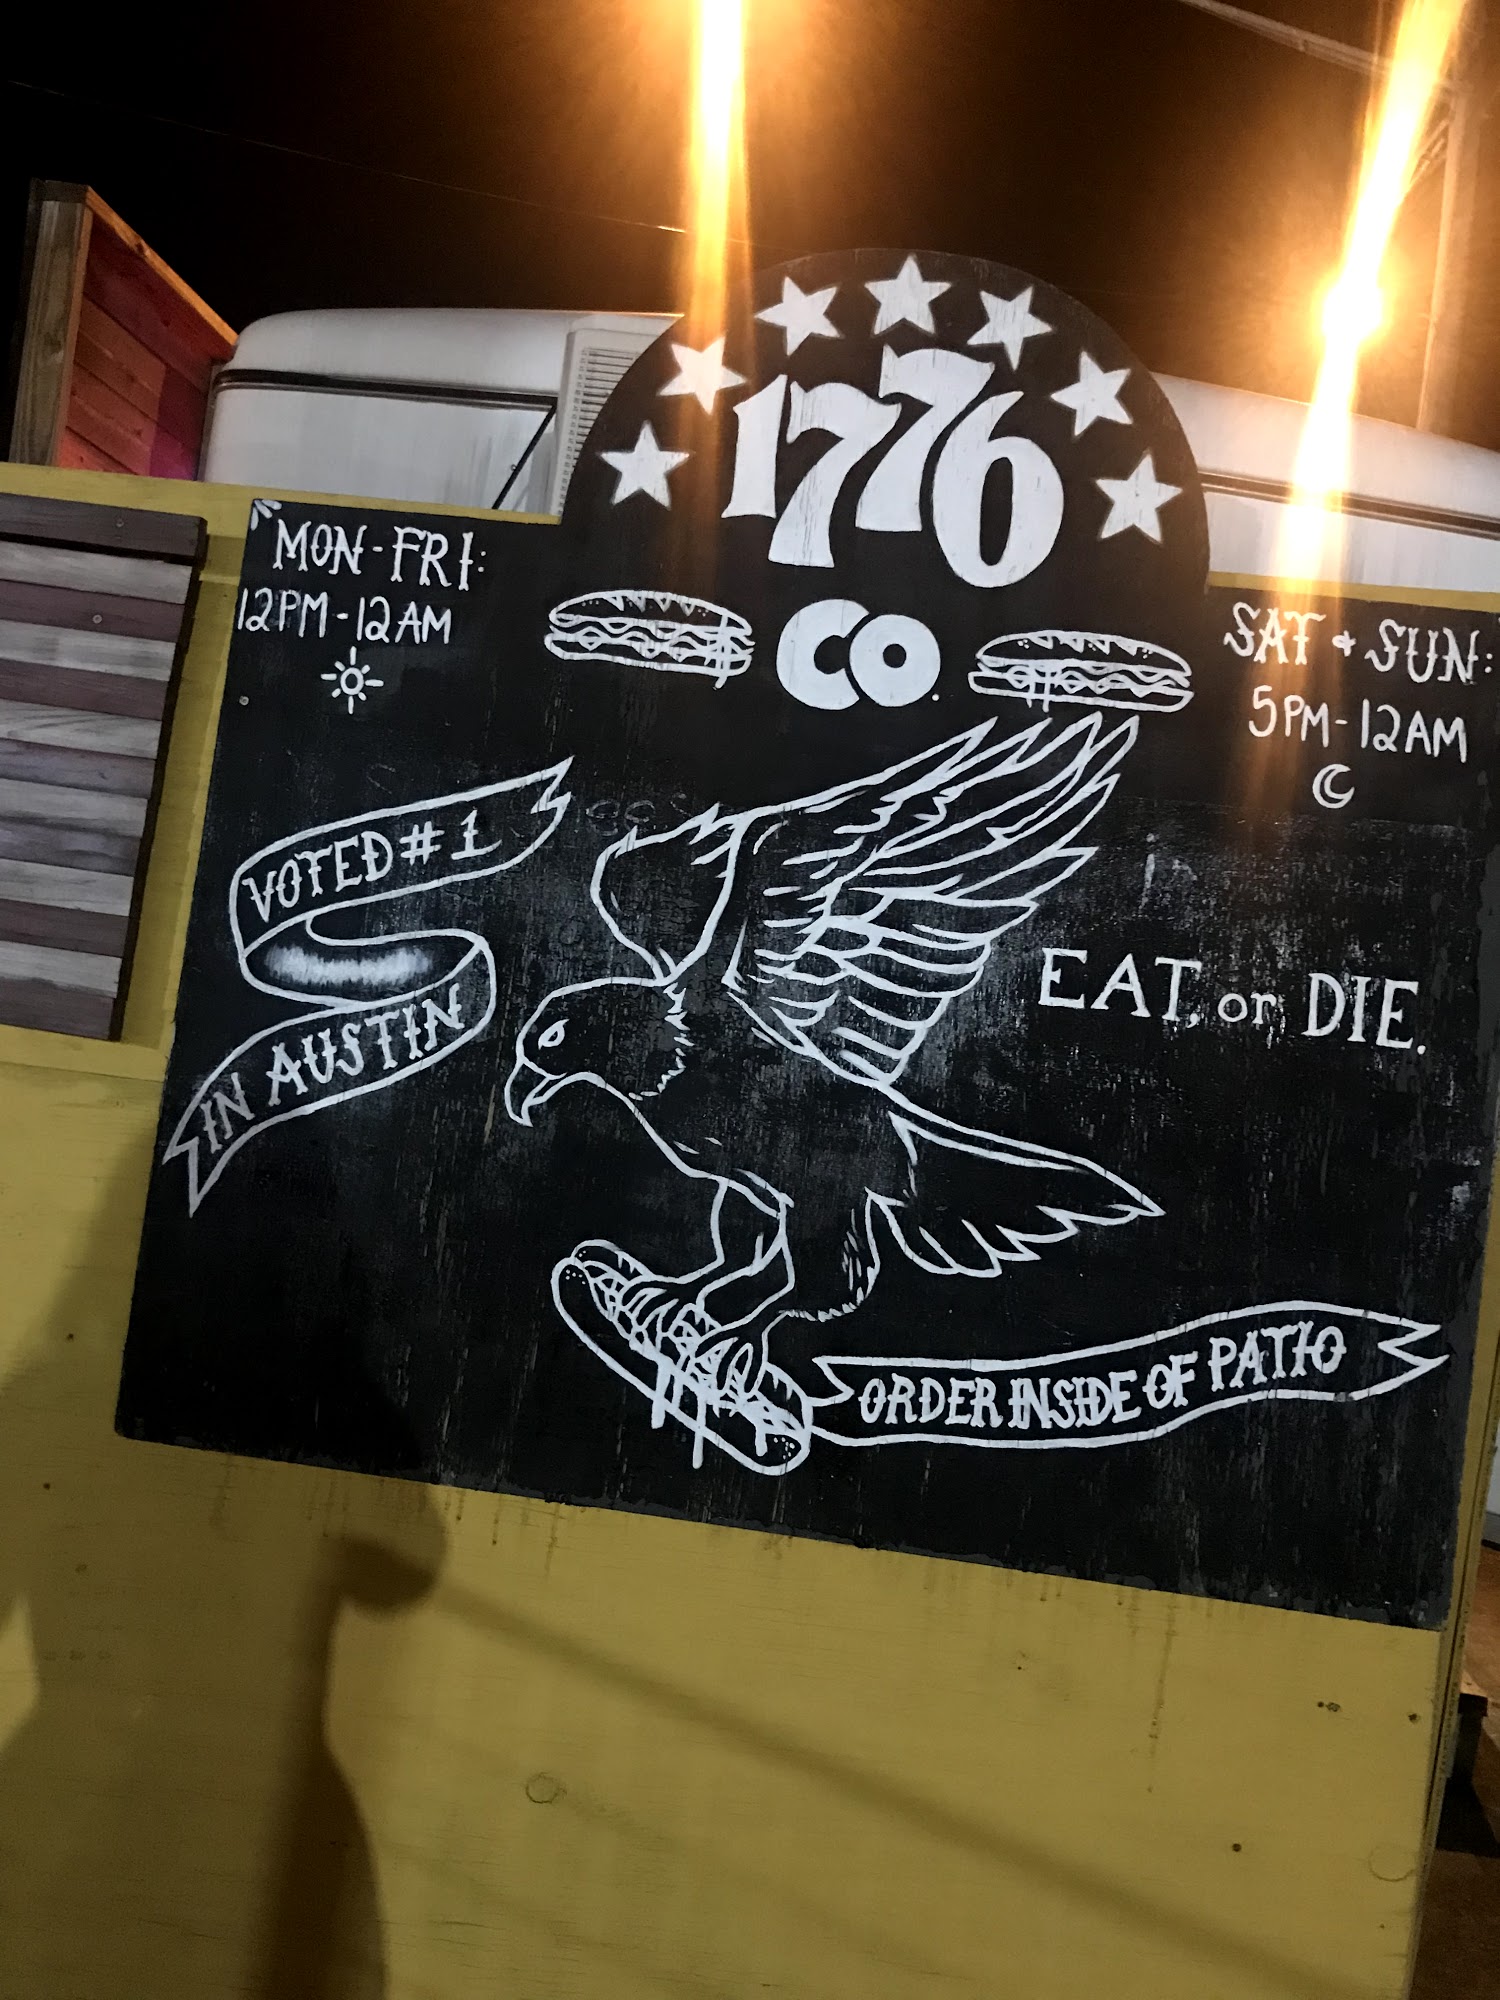 1776
CO.
MON-FRI:
12PM-12AM
SAT + SUN:
5PM-12AM
VOTED #1
IN AUSTIN
EAT, or DIE.
ORDER INSIDE OF PATIO